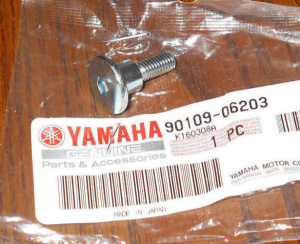 YAMAHA 90109-06203
GENUINE K160308A
Parts & Accessories 1 PC
YAMAHA MOTOR CO
MADE IN JAPAN